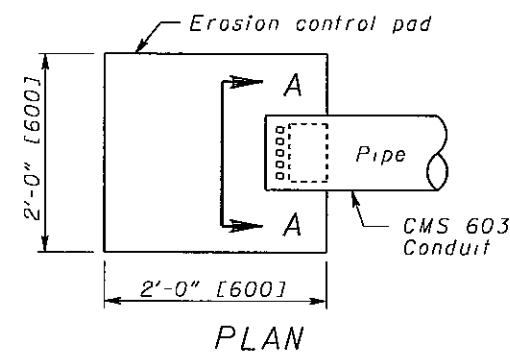 Erosion control pad
2'-0" [600]
A
Pipe
A
CMS 603
Conduit
2'-0" [600]
PLAN